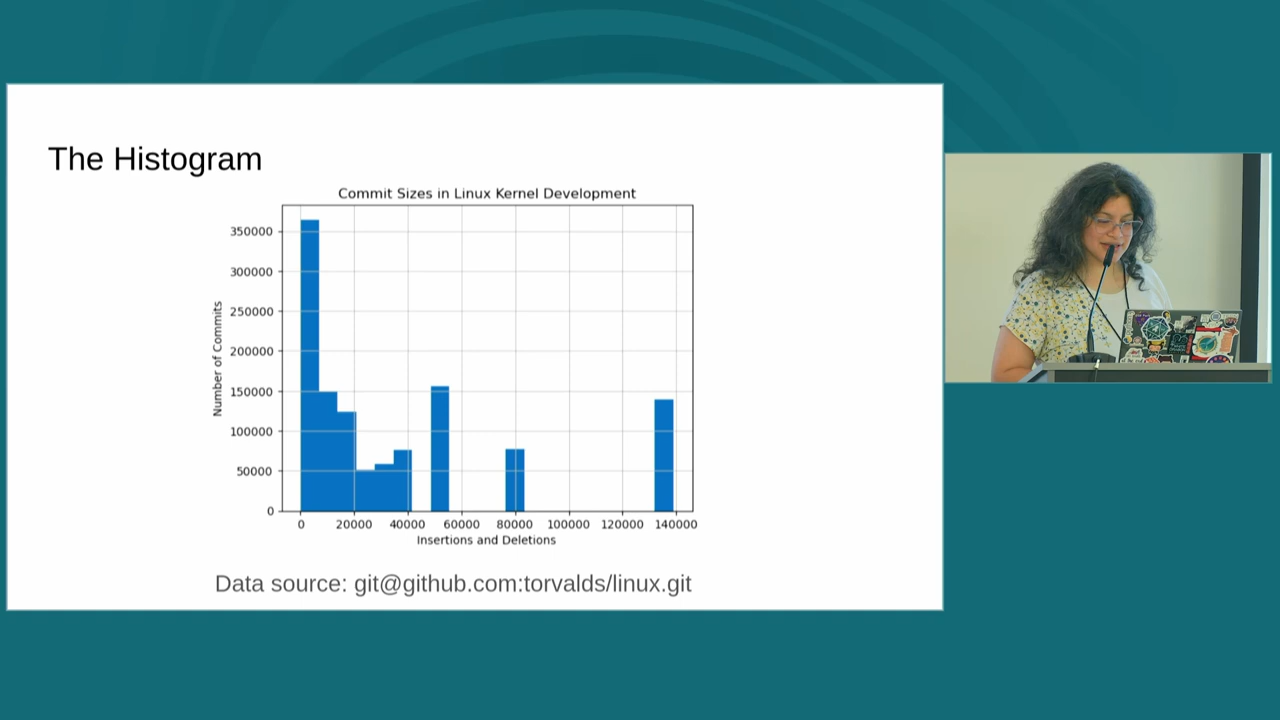 The Histogram
Commit Sizes in Linux Kernel Development
350000
300000
250000
200000
150000
100000
50000
0
Number of Commits
0 20000 40000 60000 80000 100000 120000 140000
Insertions and Deletions
Data source: git@github.com:torvalds/linux.git